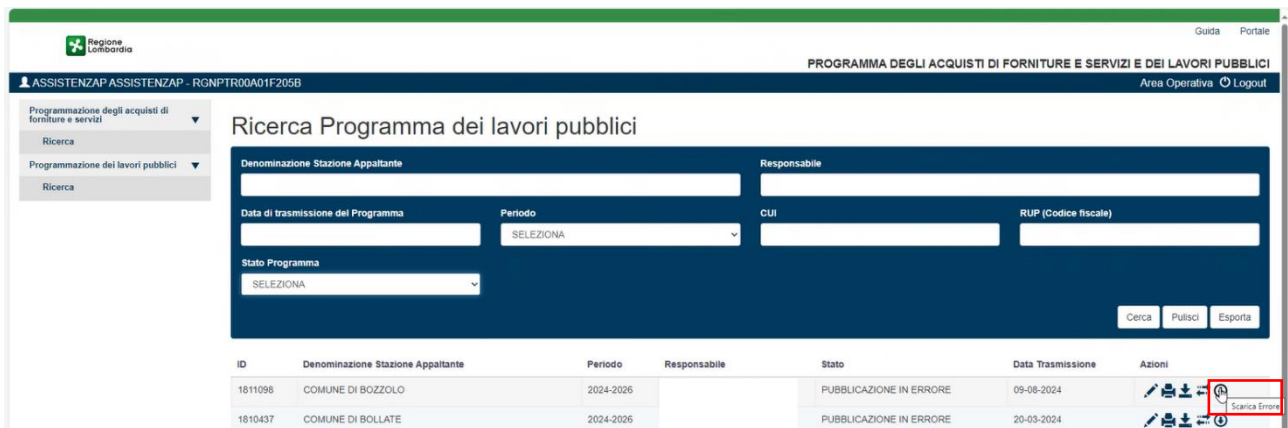 Guida Portale
Regione
Lombardia
PROGRAMMA DEGLI ACQUISTI DI FORNITURE E SERVIZI E DEI LAVORI PUBBLICI
ASSISTENZAP ASSISTENZAP - RGNPTR00A01F205B Area Operativa Logout
Programmazione degli acquisti di
forniture e servizi
Ricerca
Programmazione dei lavori pubblici
Ricerca
Ricerca Programma dei lavori pubblici
Denominazione Stazione Appaltante Responsabile
Data di trasmissione del Programma Periodo CUI RUP (Codice fiscale)
SELEZIONA
Stato Programma
SELEZIONA
Cerca Pulisci Esporta
ID Denominazione Stazione Appaltante Periodo Responsabile Stato Data Trasmissione Azioni
1811098 COMUNE DI BOZZOLO 2024-2026 PUBBLICAZIONE IN ERRORE 09-08-2024
Scarica Errore
1810437 COMUNE DI BOLLATE 2024-2026 PUBBLICAZIONE IN ERRORE 20-03-2024